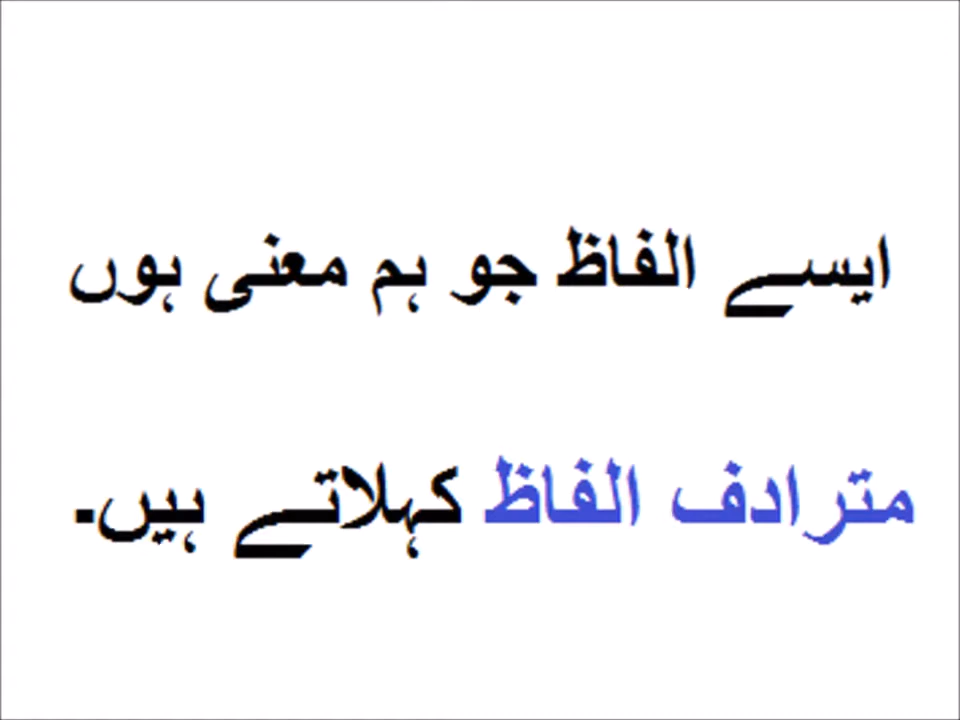 ایسے الفاظ جو ہم معنی ہوں
مترادف الفاظ کہلاتے ہیں۔